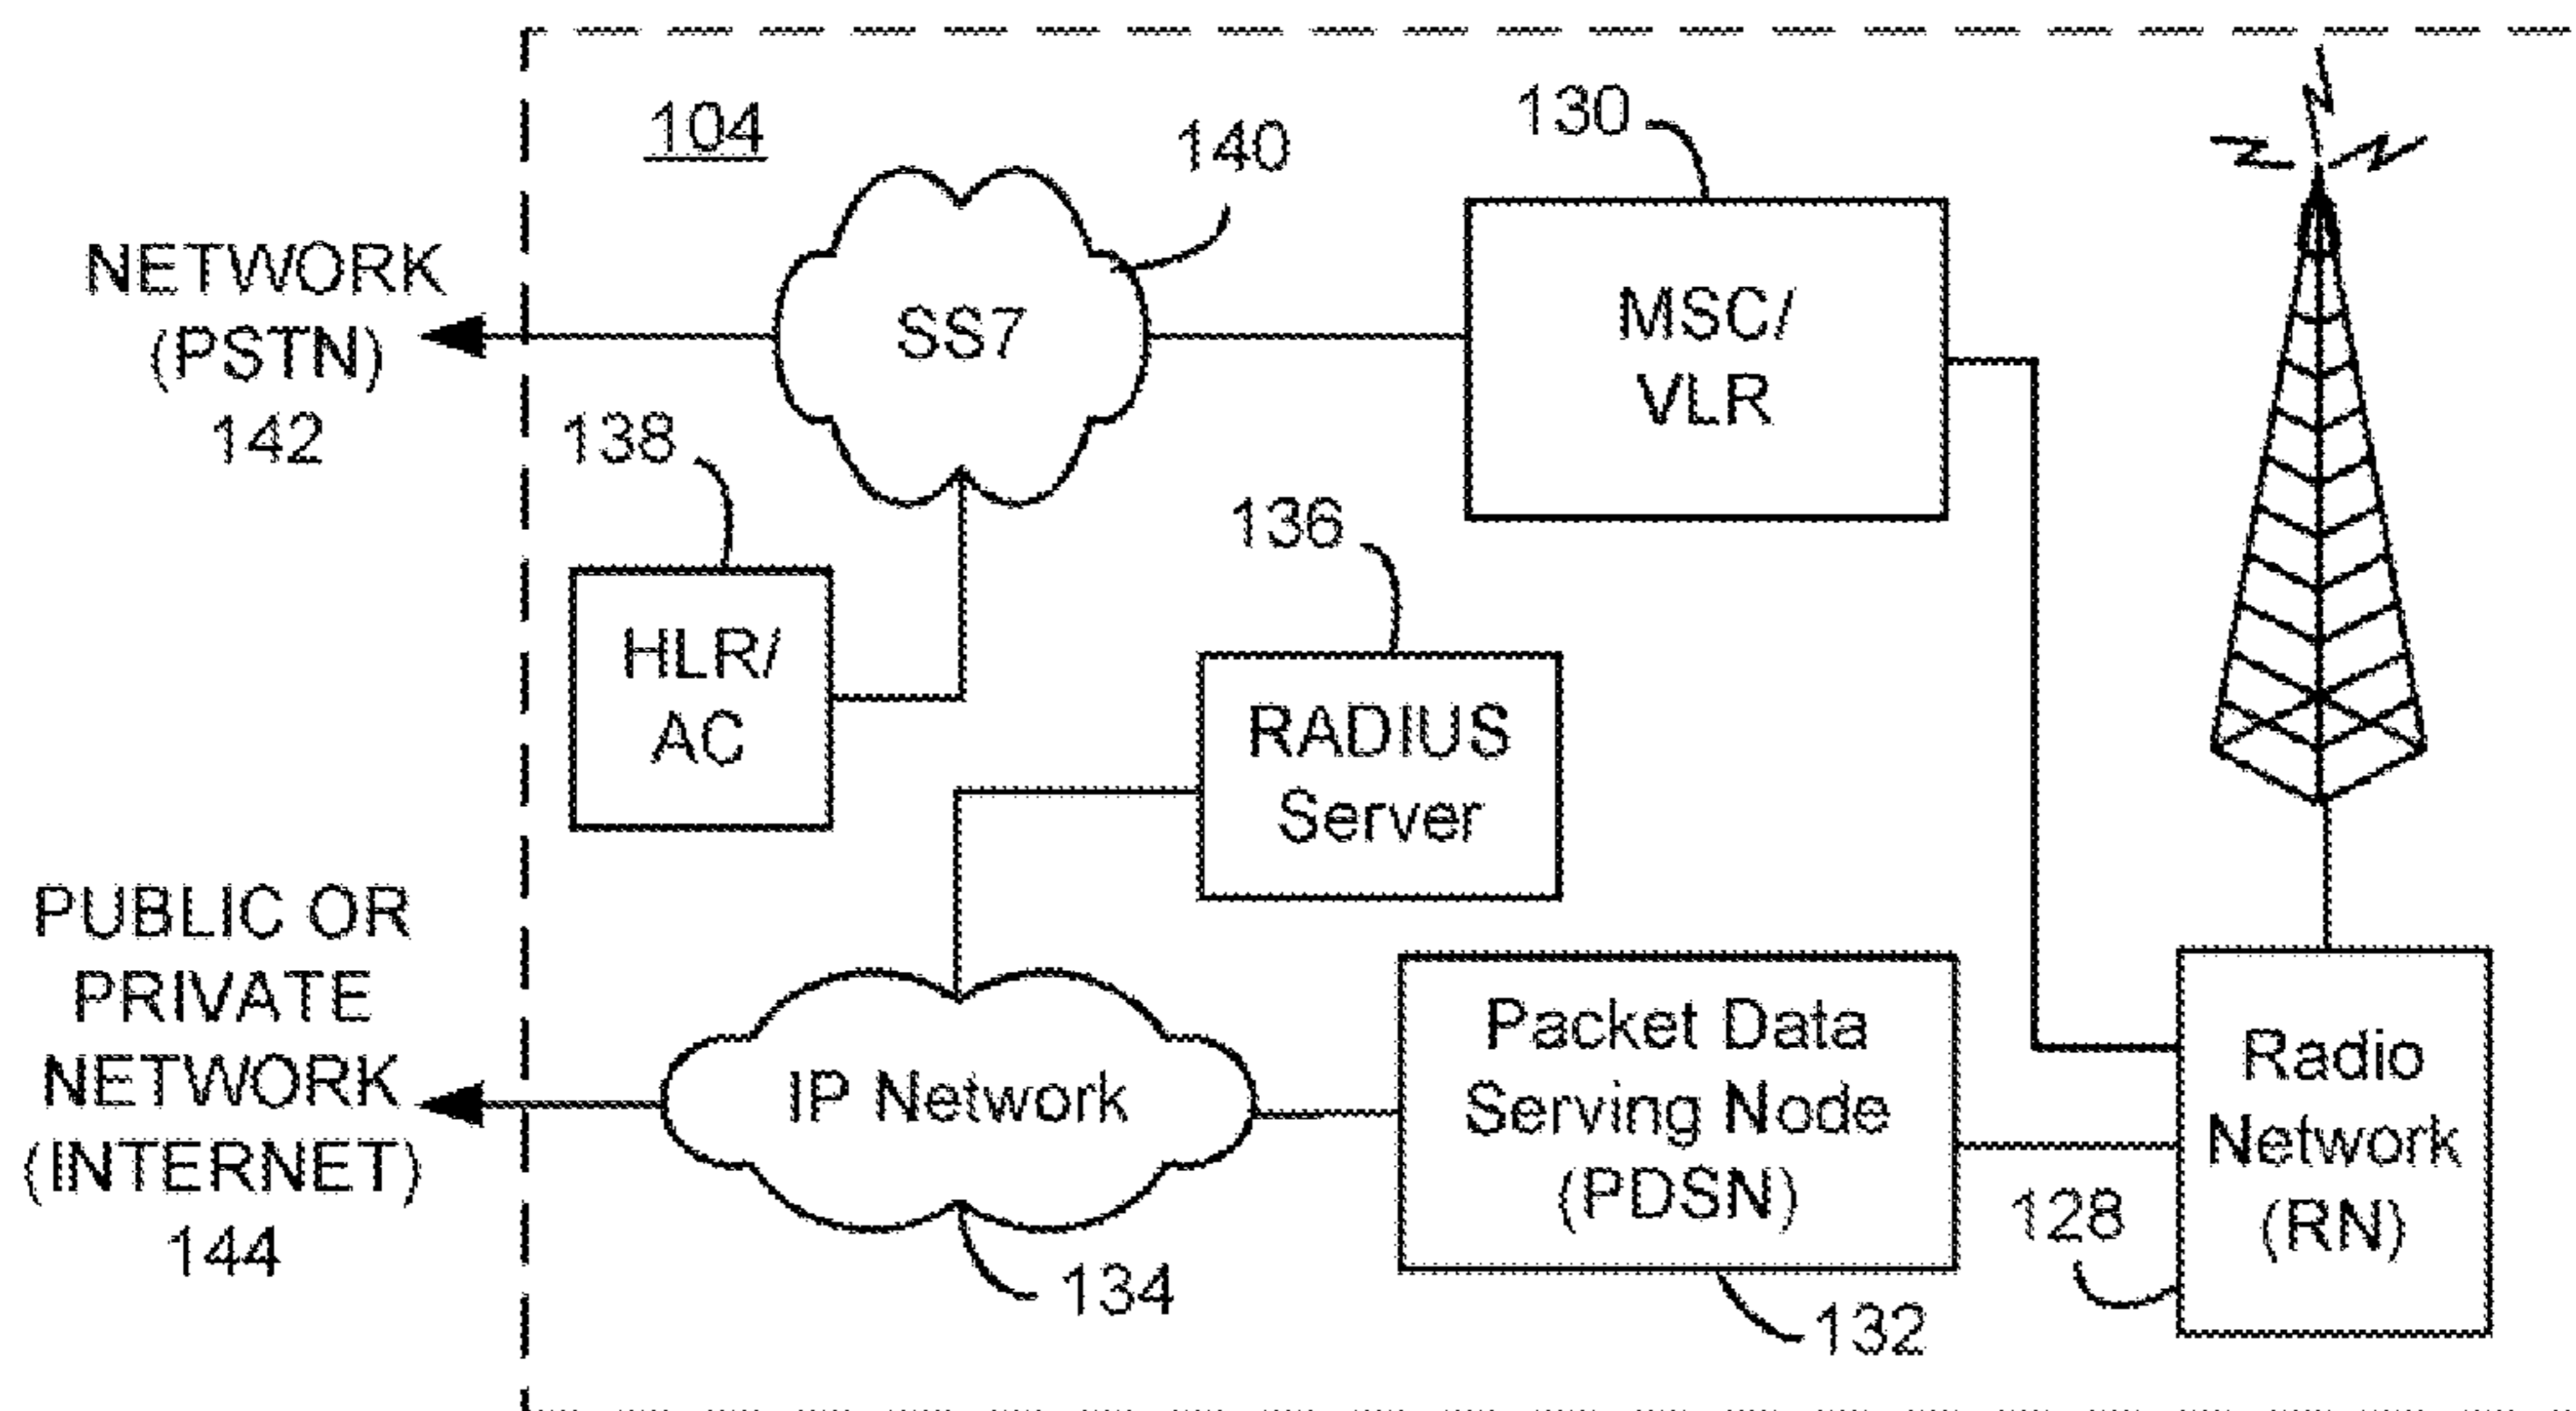 104
140
130
NETWORK
(PSTN)
142
SS7
MSC/
VLR
138
136
HLR/
AC
RADIUS
Server
PUBLIC OR
PRIVATE
NETWORK
(INTERNET)
144
IP Network
134
Packet Data
Serving Node
(PDSN)
132
128
Radio
Network
(RN)